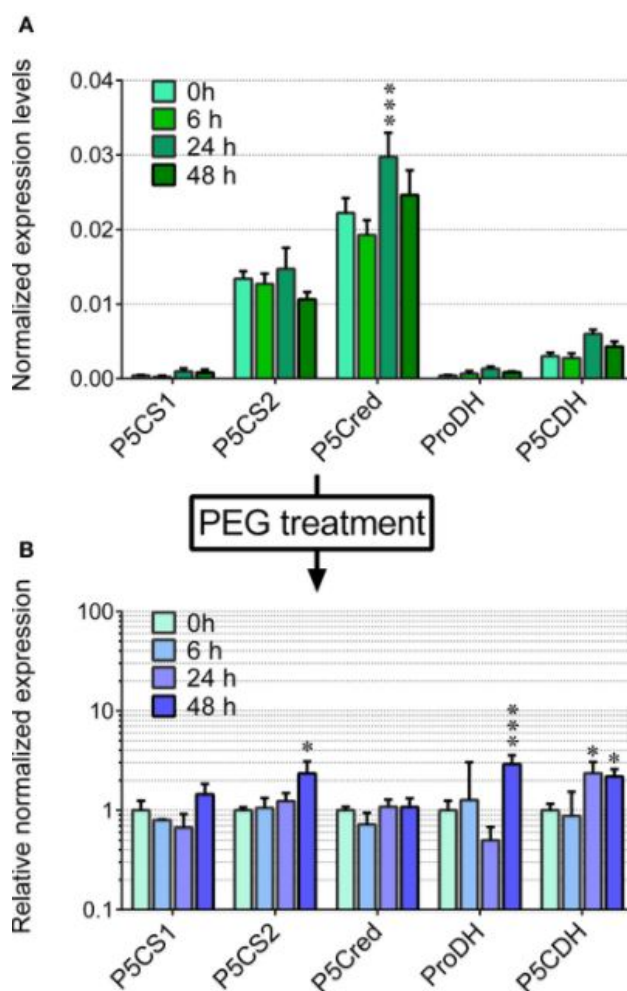 A
Normalized expression levels
0.04
0.03
0.02
0.01
0.00
0h
6 h
24 h
48 h
***
P5CS1
P5CS2
P5Cred
ProDH
P5CDH
PEG treatment
B
Relative normalized expression
100
10
1
0.1
0h
6 h
24 h
48 h
*
***
*
*
P5CS1
P5CS2
P5Cred
ProDH
P5CDH